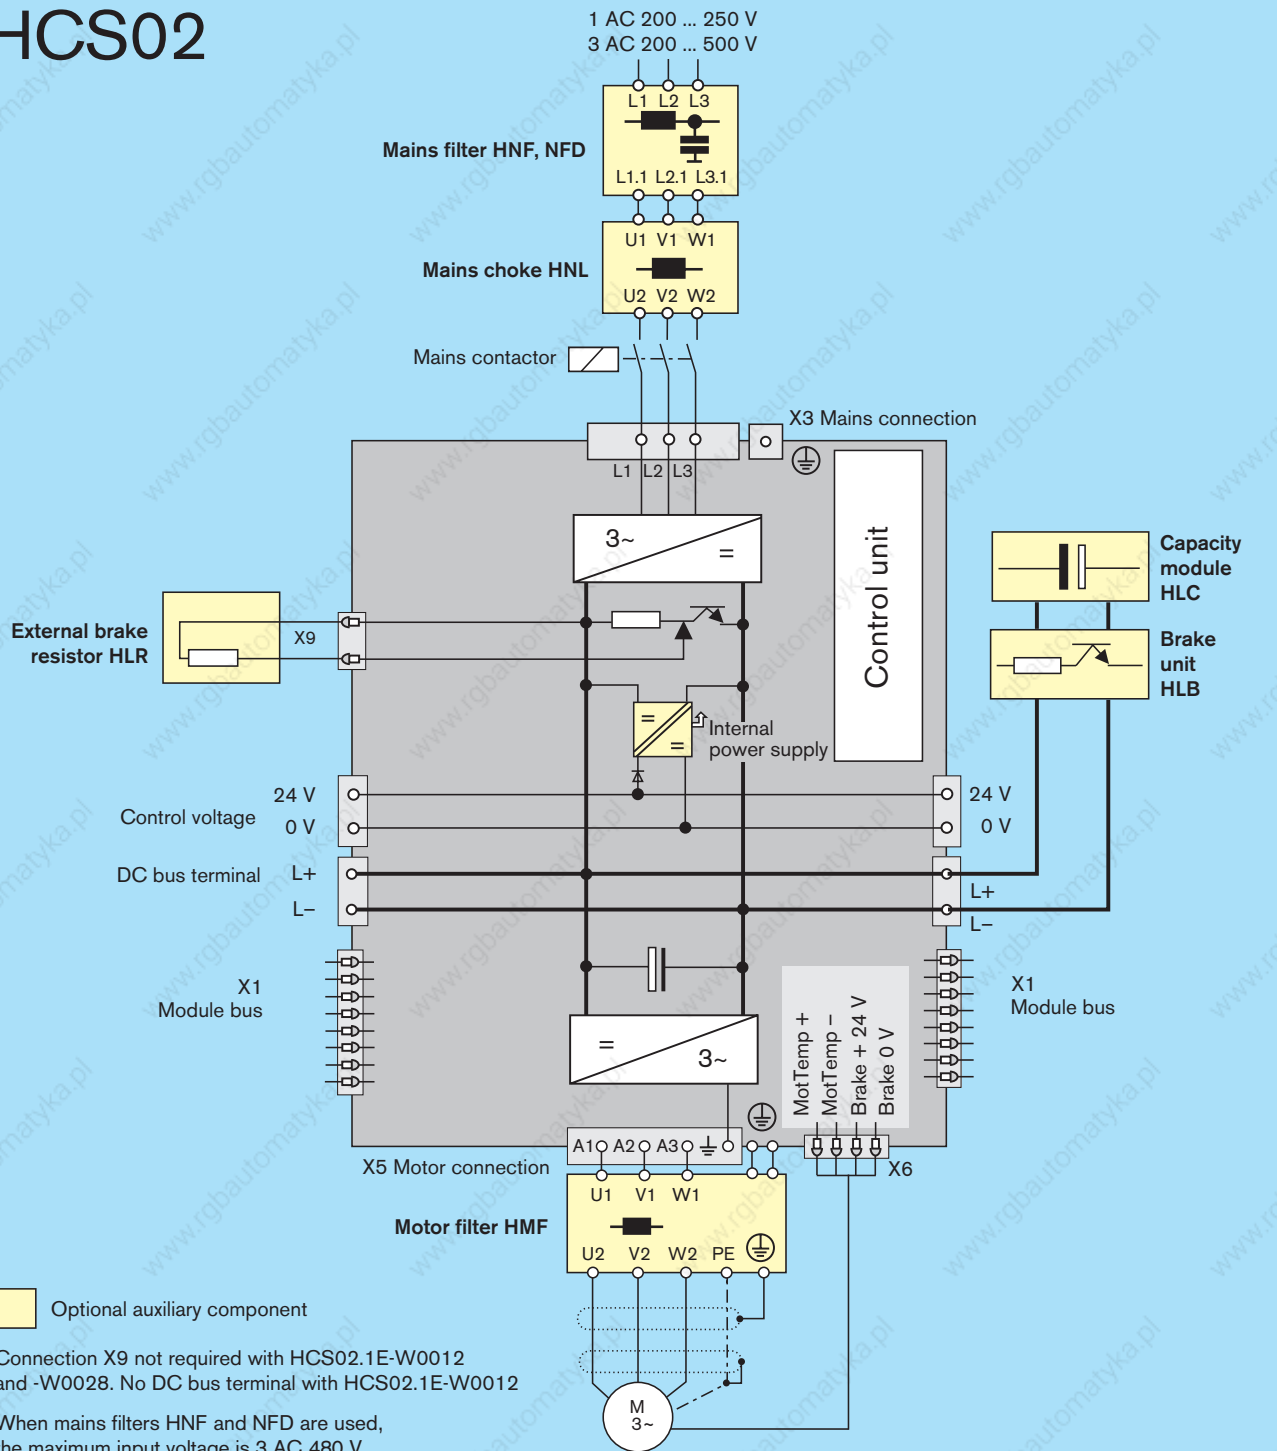 HCS02
1 AC 200 ... 250 V
3 AC 200 ... 500 V
L1 L2 L3
Mains filter HNF, NFD
L1.1 L2.1 L3.1
U1 V1 W1
Mains choke HNL
U2 V2 W2
Mains contactor
X3 Mains connection
L1 L2 L3
3~
=
Control unit
Capacity
module
HLC
External brake
resistor HLR
X9
Brake
unit
HLB
=
=
Internal
power supply
Control voltage
24 V
0 V
24 V
0 V
DC bus terminal
L+
L–
L+
L–
X1
Module bus
X1
Module bus
=
3~
MotTemp +
MotTemp –
Brake + 24 V
Brake 0 V
A1 A2 A3
X5 Motor connection
X6
U1 V1 W1
Motor filter HMF
U2 V2 W2 PE
Optional auxiliary component
Connection X9 not required with HCS02.1E-W0012
and -W0028. No DC bus terminal with HCS02.1E-W0012
When mains filters HNF and NFD are used,
the maximum input voltage is 3 AC 480 V
M
3~
www.rgbautomatyka.pl